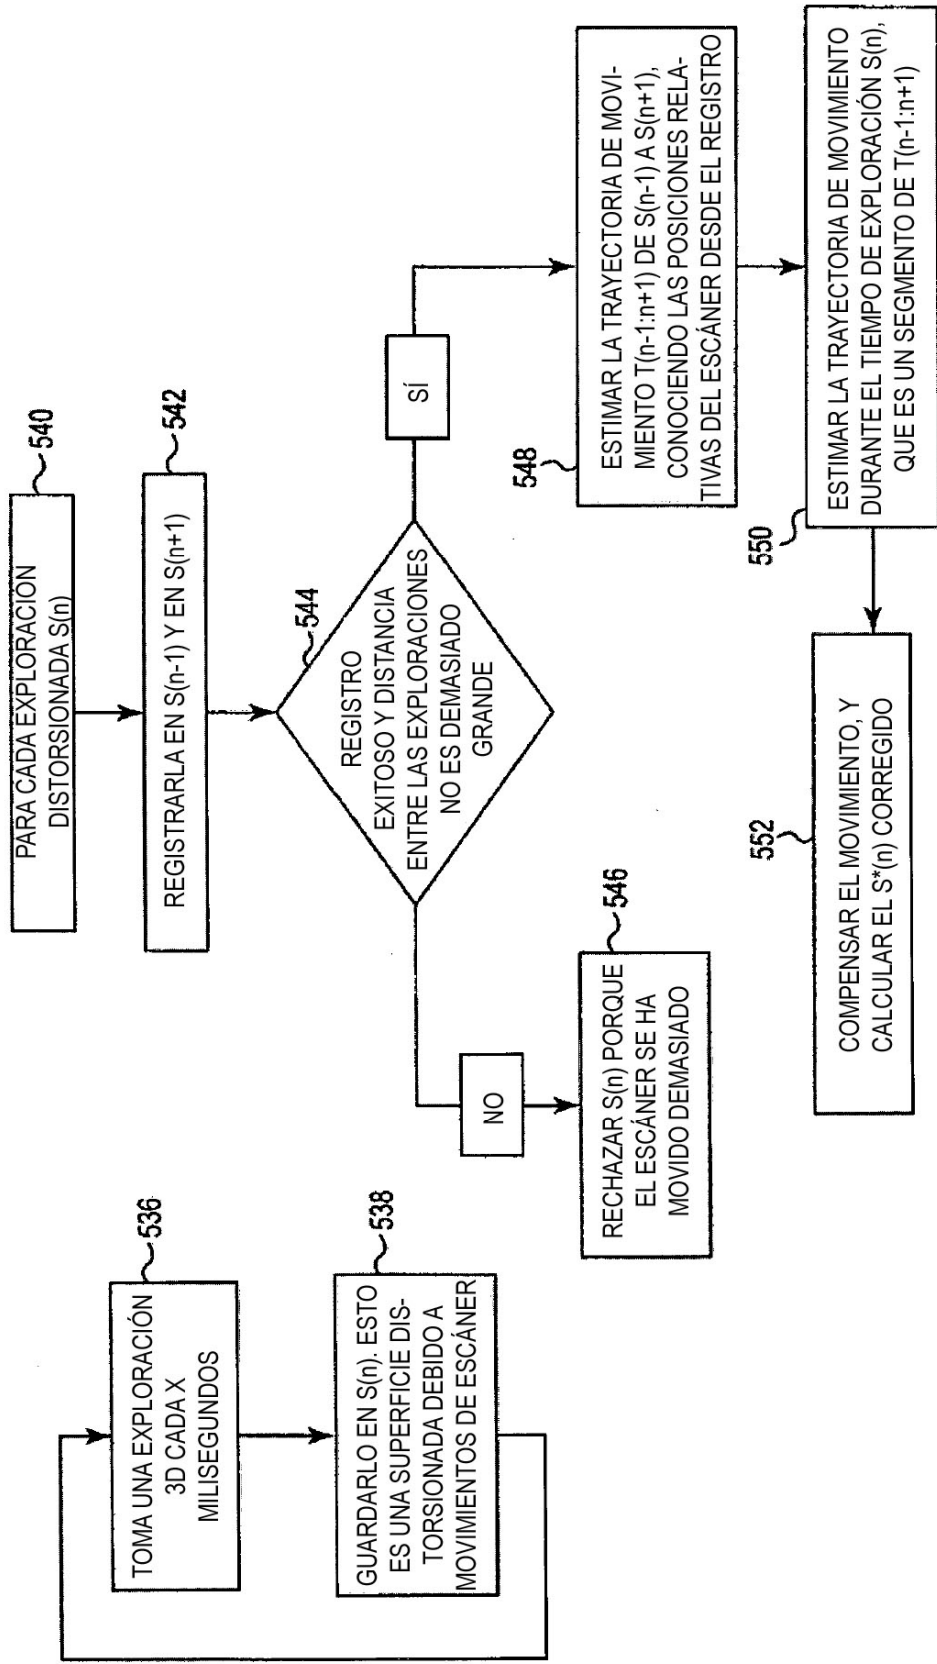 536
TOMA UNA EXPLORACIÓN
3D CADA X
MILISEGUNDOS
538
GUARDARLO EN S(n). ESTO
ES UNA SUPERFICIE DIS-
TORSIONADA DEBIDO A
MOVIMIENTOS DE ESCÁNER
540
PARA CADA EXPLORACIÓN
DISTORSIONADA S(n)
542
REGISTRARLA EN S(n-1) Y EN S(n+1)
544
REGISTRO
EXITOSO Y DISTANCIA
ENTRE LAS EXPLORACIONES
NO ES DEMASIADO
GRANDE
NO
546
RECHAZAR S(n) PORQUE
EL ESCÁNER SE HA
MOVIDO DEMASIADO
SÍ
548
ESTIMAR LA TRAYECTORIA DE MOVI-
MIENTO T(n-1:n+1) DE S(n-1) A S(n+1),
CONOCIENDO LAS POSICIONES RELA-
TIVAS DEL ESCÁNER DESDE EL REGISTRO
550
ESTIMAR LA TRAYECTORIA DE MOVIMIENTO
DURANTE EL TIEMPO DE EXPLORACIÓN S(n),
QUE ES UN SEGMENTO DE T(n-1:n+1)
552
COMPENSAR EL MOVIMIENTO, Y
CALCULAR EL S*(n) CORREGIDO